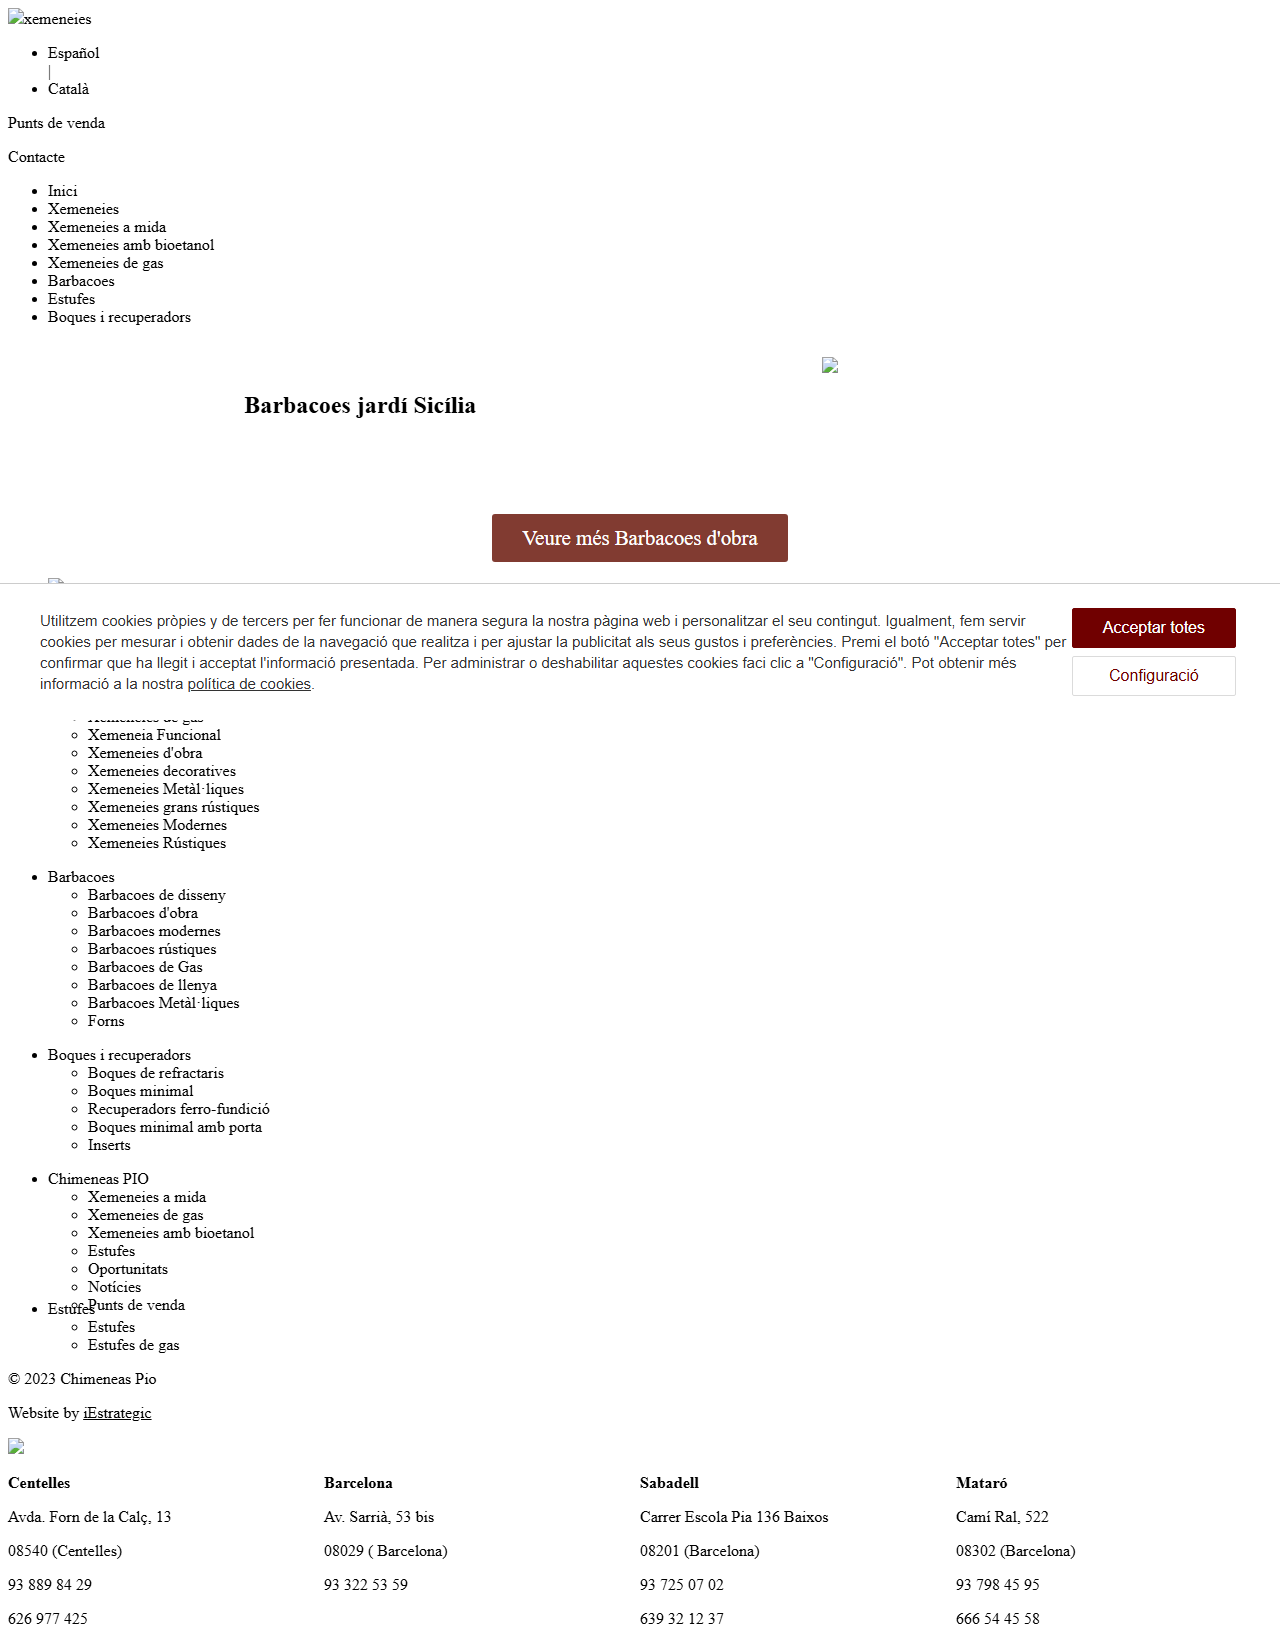 xemeneies
Español
|
Català
Punts de venda
Contacte
Inici
Xemeneies
Xemeneies a mida
Xemeneies amb bioetanol
Xemeneies de gas
Barbacoes
Estufes
Boques i recuperadors
Barbacoes jardí Sicília
Veure més Barbacoes d'obra
Utilitzem cookies pròpies y de tercers per fer funcionar de manera segura la nostra pàgina web i personalitzar el seu contingut. Igualment, fem servir
cookies per mesurar i obtenir dades de la navegació que realitza i per ajustar la publicitat als seus gustos i preferències. Premi el botó "Acceptar totes" per
confirmar que ha llegit i acceptat l'informació presentada. Per administrar o deshabilitar aquestes cookies faci clic a "Configuració". Pot obtenir més
informació a la nostra política de cookies.
Acceptar totes
Configuració
Xemeneies de gas
Xemeneia Funcional
Xemeneies d'obra
Xemeneies decoratives
Xemeneies Metàl·liques
Xemeneies grans rústiques
Xemeneies Modernes
Xemeneies Rústiques
Barbacoes
Barbacoes de disseny
Barbacoes d'obra
Barbacoes modernes
Barbacoes rústiques
Barbacoes de Gas
Barbacoes de llenya
Barbacoes Metàl·liques
Forns
Boques i recuperadors
Boques de refractaris
Boques minimal
Recuperadors ferro-fundició
Boques minimal amb porta
Inserts
Chimeneas PIO
Xemeneies a mida
Xemeneies de gas
Xemeneies amb bioetanol
Estufes
Oportunitats
Notícies
Punts de venda
Estufes
Estufes
Estufes de gas
© 2023 Chimeneas Pio
Website by iEstrategic
Centelles
Avda. Forn de la Calç, 13
08540 (Centelles)
93 889 84 29
626 977 425
Barcelona
Av. Sarrià, 53 bis
08029 ( Barcelona)
93 322 53 59
Sabadell
Carrer Escola Pia 136 Baixos
08201 (Barcelona)
93 725 07 02
639 32 12 37
Mataró
Camí Ral, 522
08302 (Barcelona)
93 798 45 95
666 54 45 58